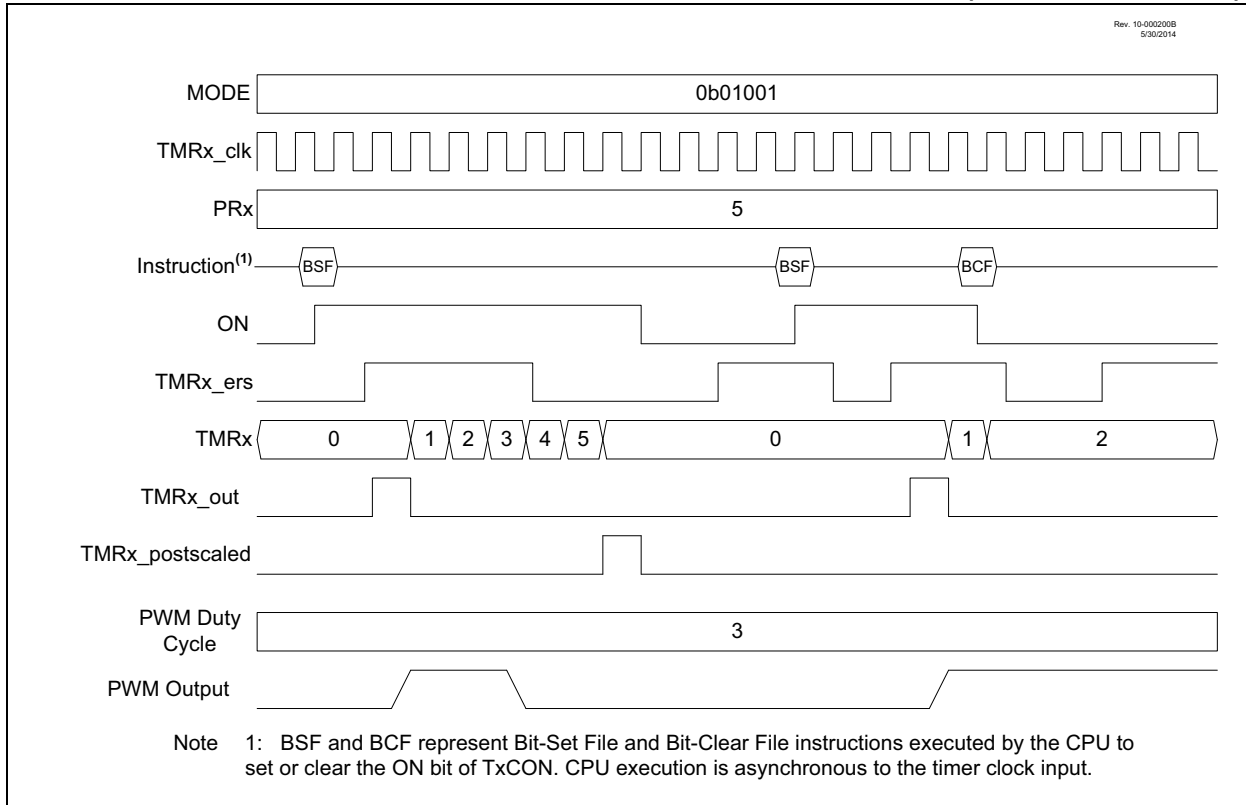 Rev. 10-000200B
5/30/2014
MODE 0b01001
TMRx_clk
PRx 5
Instruction(1) BSF BSF BCF
ON
TMRx_ers
TMRx 0 1 2 3 4 5 0 1 2
TMRx_out
TMRx_postscaled
PWM Duty
Cycle 3
PWM Output
Note 1: BSF and BCF represent Bit-Set File and Bit-Clear File instructions executed by the CPU to
set or clear the ON bit of TxCON. CPU execution is asynchronous to the timer clock input.